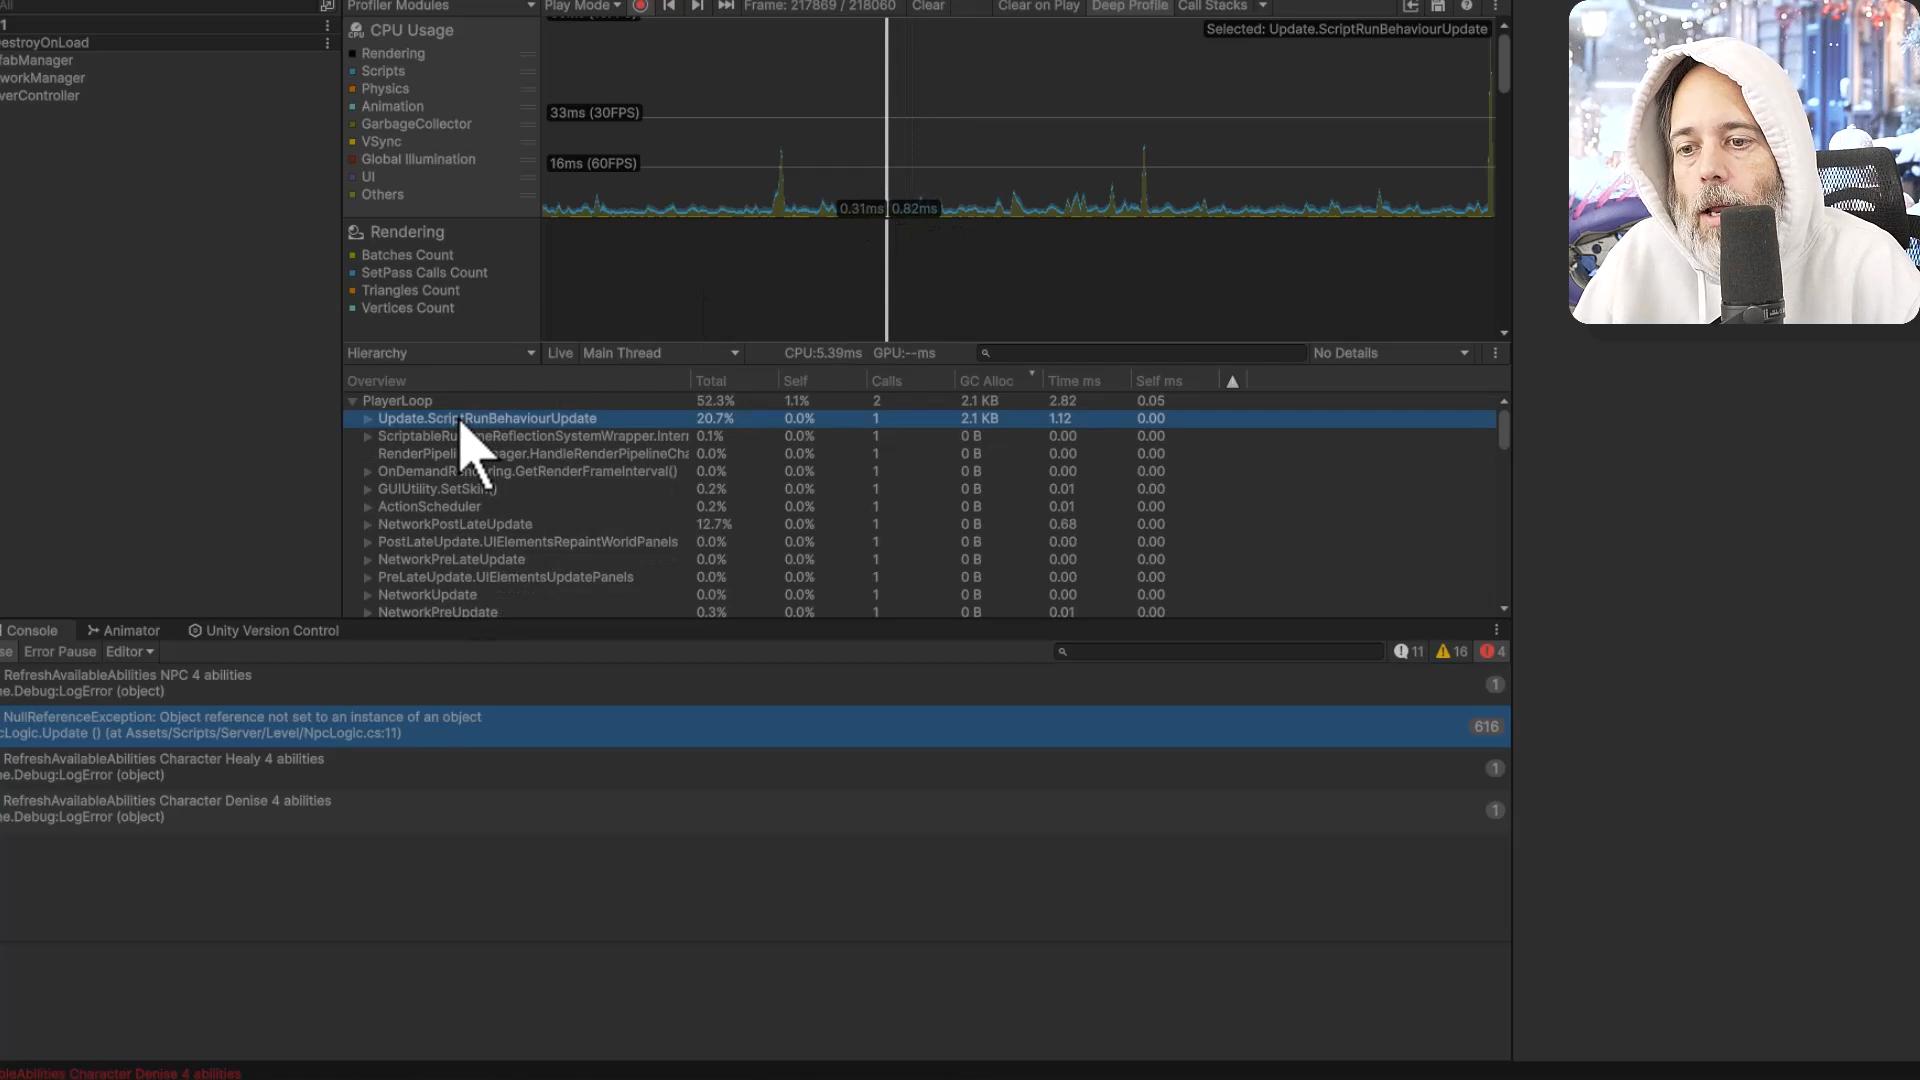 All
Profiler Modules Play Mode Frame: 217869 / 218060 Clear Clear on Play Deep Profile Call Stacks
1
estroyOnLoad
fabManager
workManager
verController
CPU Usage
Rendering
Scripts
Physics
Animation
GarbageCollector
VSync
Global Illumination
UI
Others
Selected: Update.ScriptRunBehaviourUpdate
33ms (30FPS)
16ms (60FPS)
0.31ms 0.82ms
Rendering
Batches Count
SetPass Calls Count
Triangles Count
Vertices Count
Hierarchy Live Main Thread CPU:5.39ms GPU:--ms No Details
Overview Total Self Calls GC Alloc Time ms Self ms
PlayerLoop 52.3% 1.1% 2 2.1 KB 2.82 0.05
Update.ScriptRunBehaviourUpdate 20.7% 0.0% 1 2.1 KB 1.12 0.00
0.1% 0.0% 1 0 B 0.00 0.00
0.0% 0.0% 1 0 B 0.00 0.00
0.0% 0.0% 1 0 B 0.00 0.00
0.2% 0.0% 1 0 B 0.01 0.00
ActionScheduler 0.2% 0.0% 1 0 B 0.01 0.00
NetworkPostLateUpdate 12.7% 0.0% 1 0 B 0.68 0.00
PostLateUpdate.UIElementsRepaintWorldPanels 0.0% 0.0% 1 0 B 0.00 0.00
NetworkPreLateUpdate 0.0% 0.0% 1 0 B 0.00 0.00
PreLateUpdate.UIElementsUpdatePanels 0.0% 0.0% 1 0 B 0.00 0.00
NetworkUpdate 0.0% 0.0% 1 0 B 0.00 0.00
NetworkPreUpdate 0.3% 0.0% 1 0 B 0.01 0.00
Console Animator Unity Version Control
se Error Pause Editor 11 16 4
RefreshAvailableAbilities NPC 4 abilities
ne.Debug:LogError (object) 1
NullReferenceException: Object reference not set to an instance of an object
cLogic.Update () (at Assets/Scripts/Server/Level/NpcLogic.cs:11) 616
RefreshAvailableAbilities Character Healy 4 abilities
ne.Debug:LogError (object) 1
RefreshAvailableAbilities Character Denise 4 abilities
ne.Debug:LogError (object) 1
bleAbilities Character Denise 4 abilities